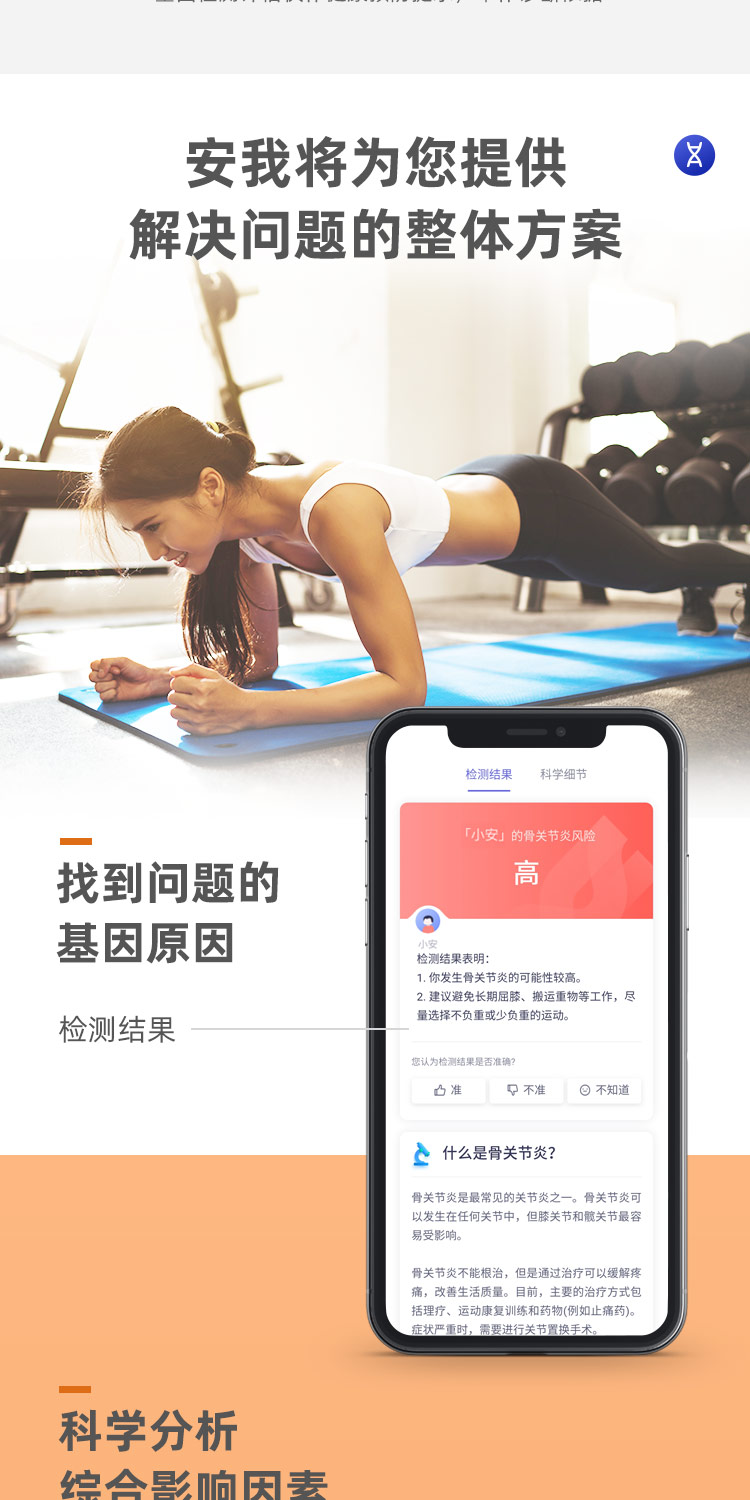 安我将为您提供
解决问题的整体方案
检测结果
科学细节
「小安」的骨关节炎风险
高
小安
检测结果表明:
1. 你发生骨关节炎的可能性较高。
2. 建议避免长期屈膝、搬运重物等工作，尽
量选择不负重或少负重的运动。
您认为检测结果是否准确?
准
不准
不知道
什么是骨关节炎?
骨关节炎是最常见的关节炎之一。骨关节炎可
以发生在任何关节中，但膝关节和髋关节最容
易受影响。
骨关节炎不能根治，但是通过治疗可以缓解疼
痛，改善生活质量。目前，主要的治疗方式包
括理疗、运动康复训练和药物(例如止痛药)。
症状严重时，需要进行关节置换手术。
找到问题的
基因原因
检测结果
科学分析
综合影响因素